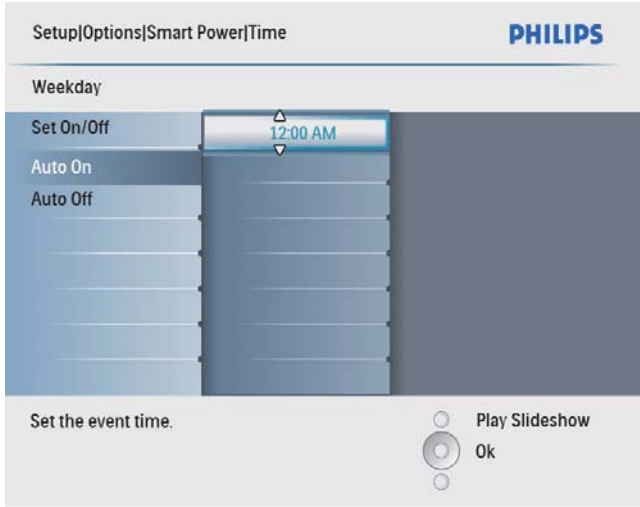 Setup|Options|Smart Power|Time
PHILIPS
Weekday
Set On/Off
12:00 AM
Auto On
Auto Off
Set the event time.
Play Slideshow
Ok